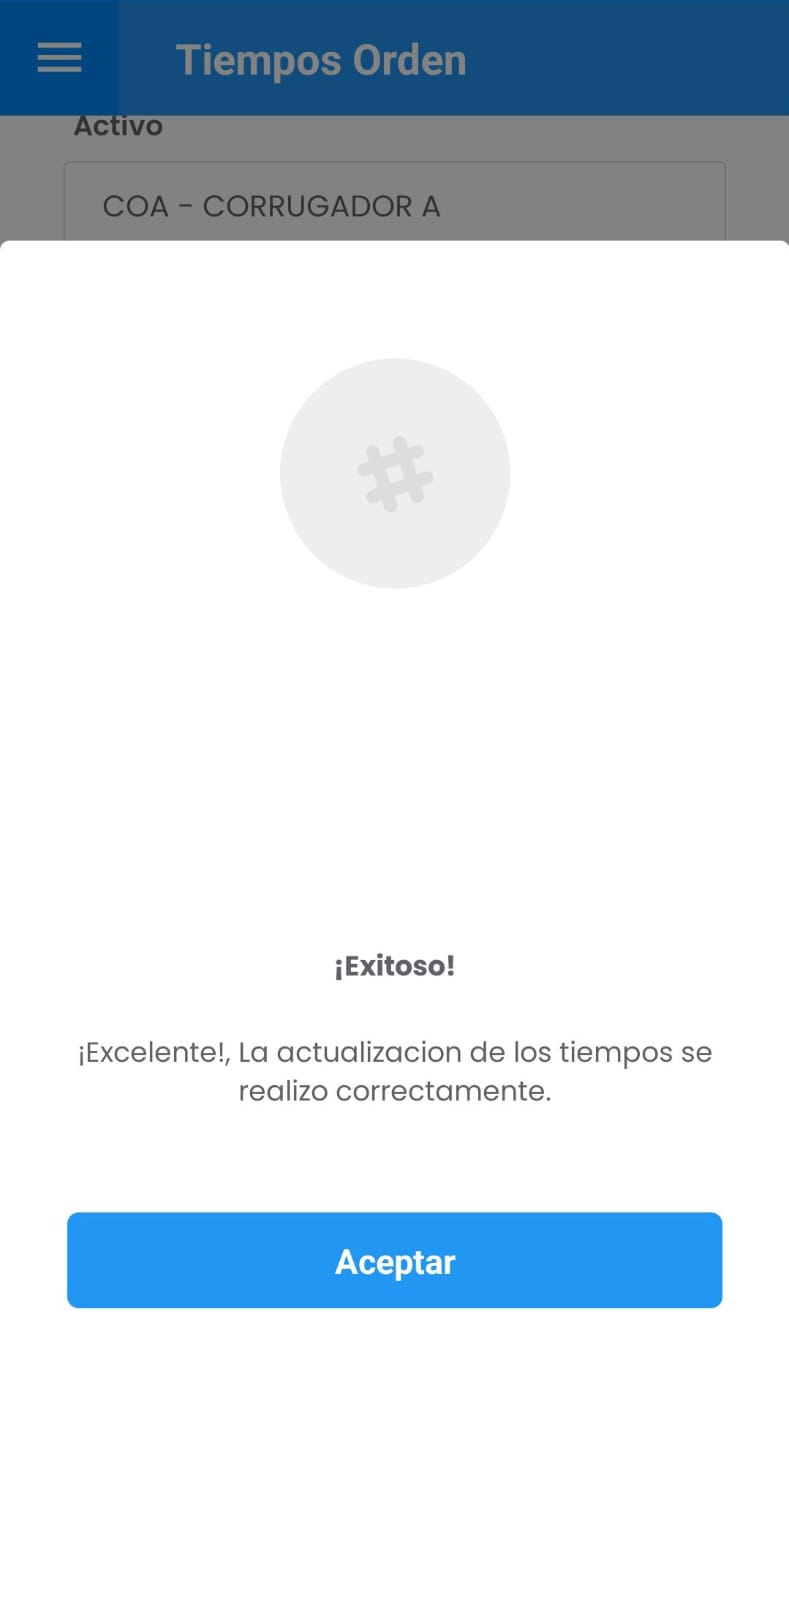 Tiempos Orden
Activo
COA - CORRUGADOR A
¡Exitoso!
¡Excelente!, La actualizacion de los tiempos se
realizo correctamente.
Aceptar